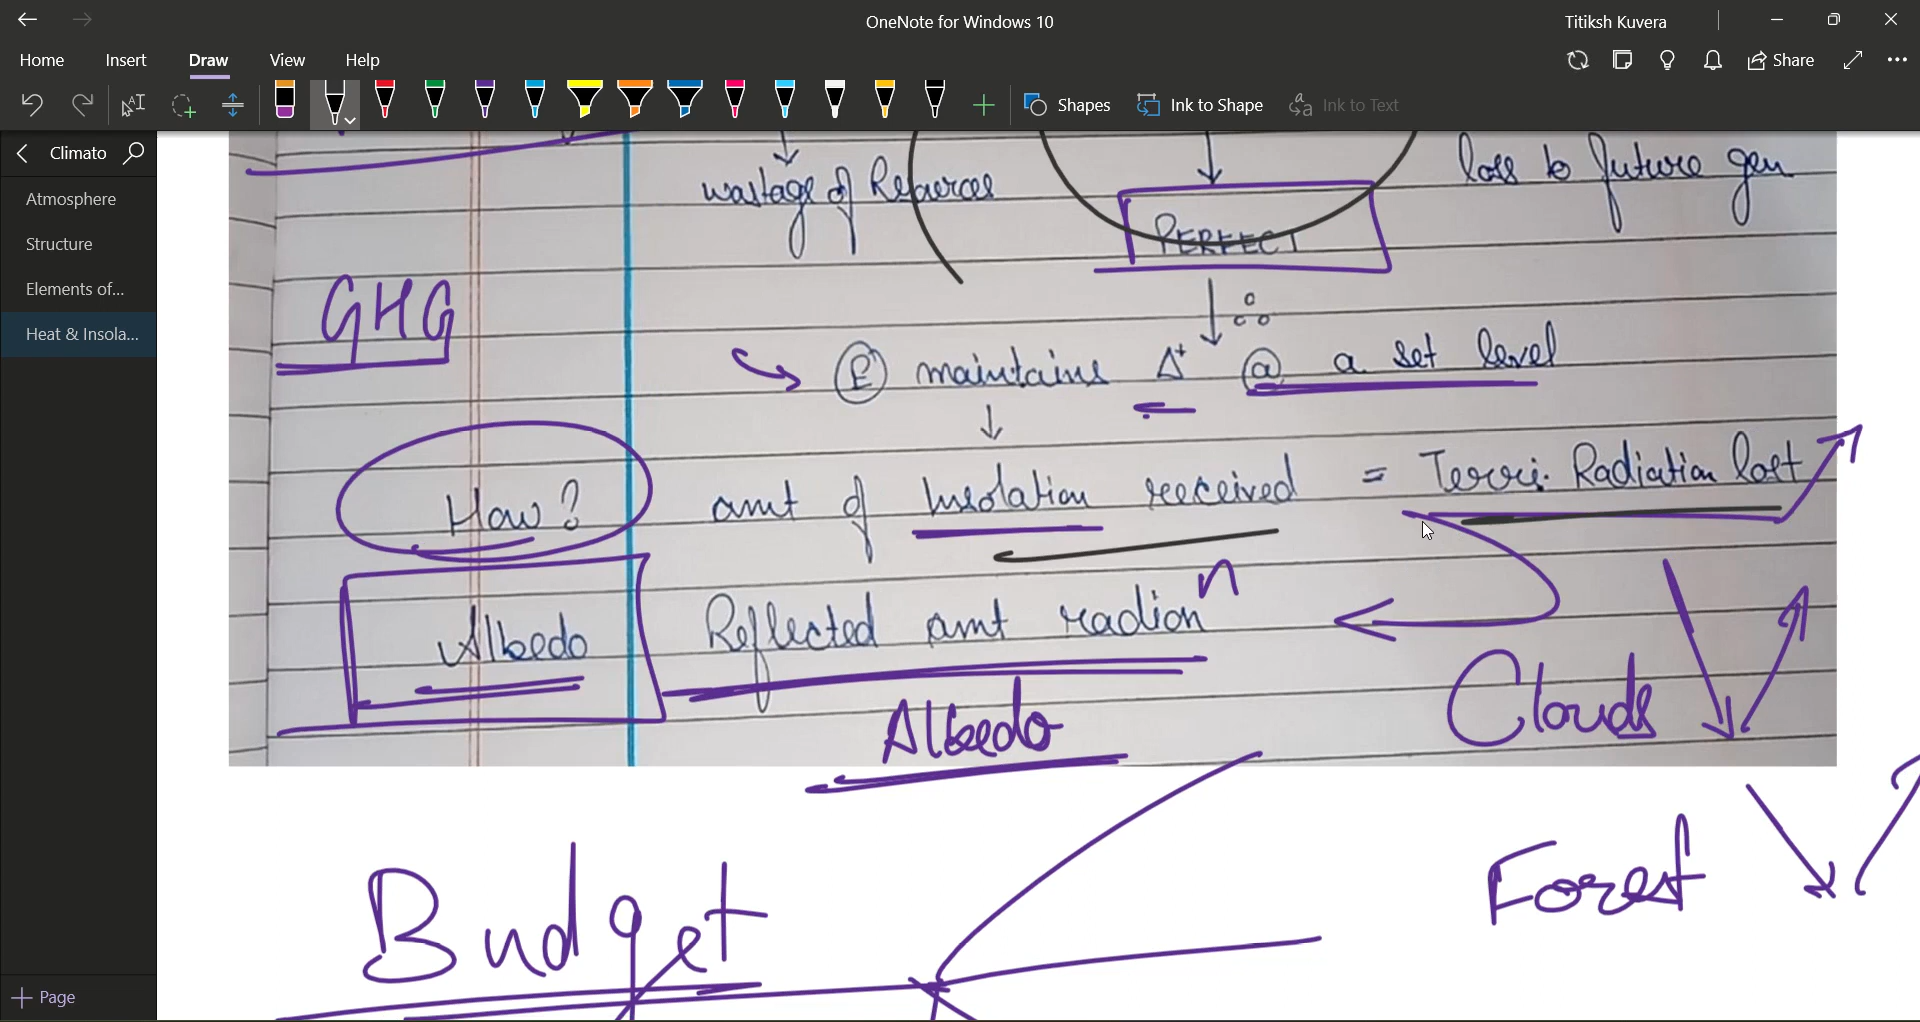 OneNote for Windows 10
Titiksh Kuvera
Home Insert Draw View Help
Share
Shapes Ink to Shape Ink to Text
Climato
Atmosphere
Structure
Elements of...
Heat & Insola...
Page
wastage of Resources
loss to future gen
PERFECT
GHG
∴
(E) maintains Δ+ @ a set level
How? amt of Insolation received = Terri. Radiation lost
Albedo Reflected amt radion n
Albedo
Clouds
Forest
Budget